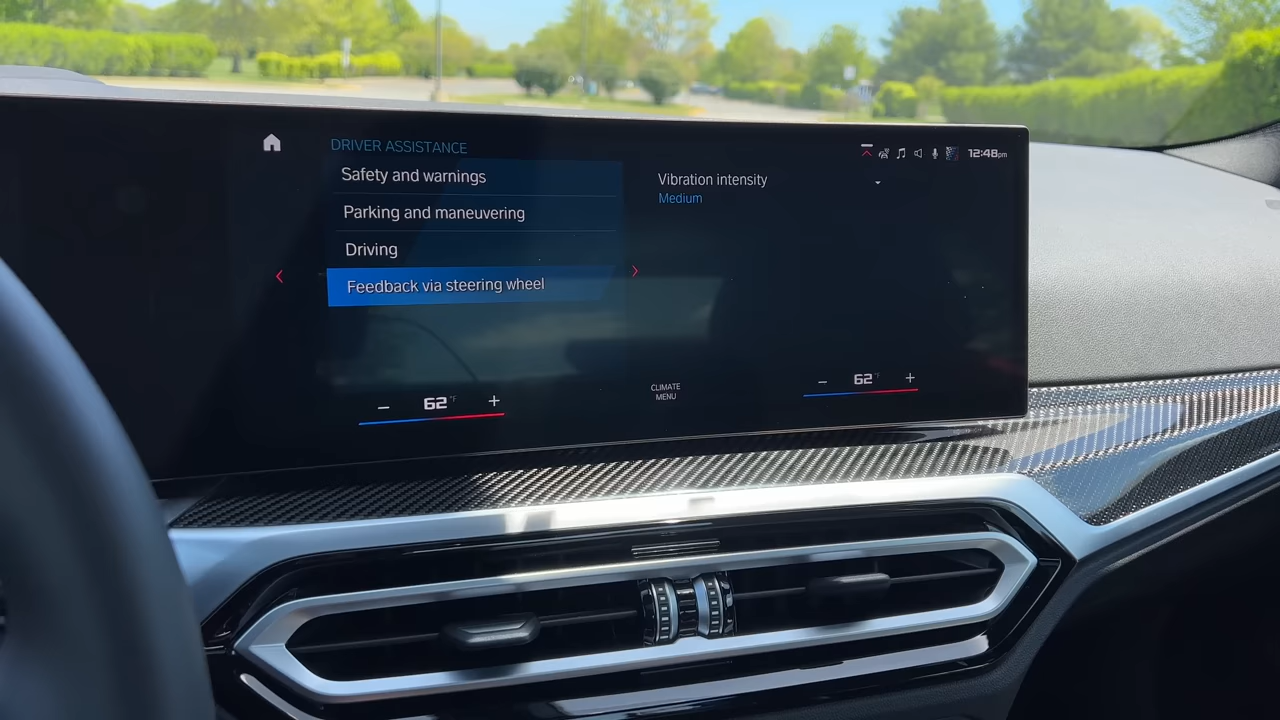 DRIVER ASSISTANCE
12:48pm
Safety and warnings
Parking and maneuvering
Driving
Feedback via steering wheel
Vibration intensity
Medium
62°F
CLIMATE
MENU
62°F